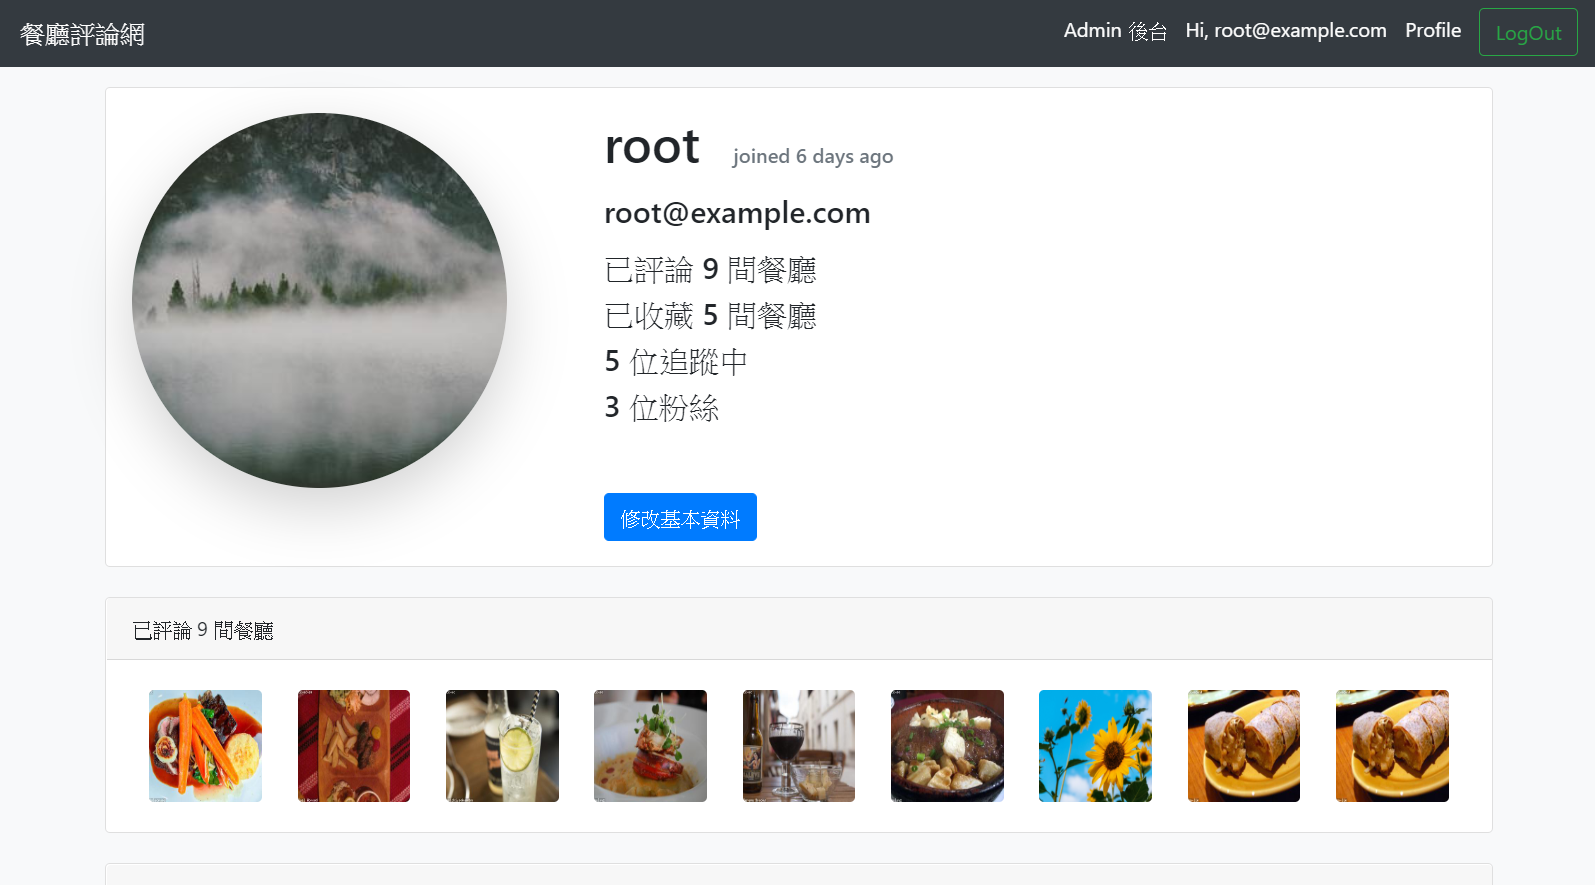 餐廳評論網
Admin 後台 Hi, root@example.com Profile LogOut
root joined 6 days ago
root@example.com
已評論 9 間餐廳
已收藏 5 間餐廳
5 位追蹤中
3 位粉絲
修改基本資料
已評論 9 間餐廳